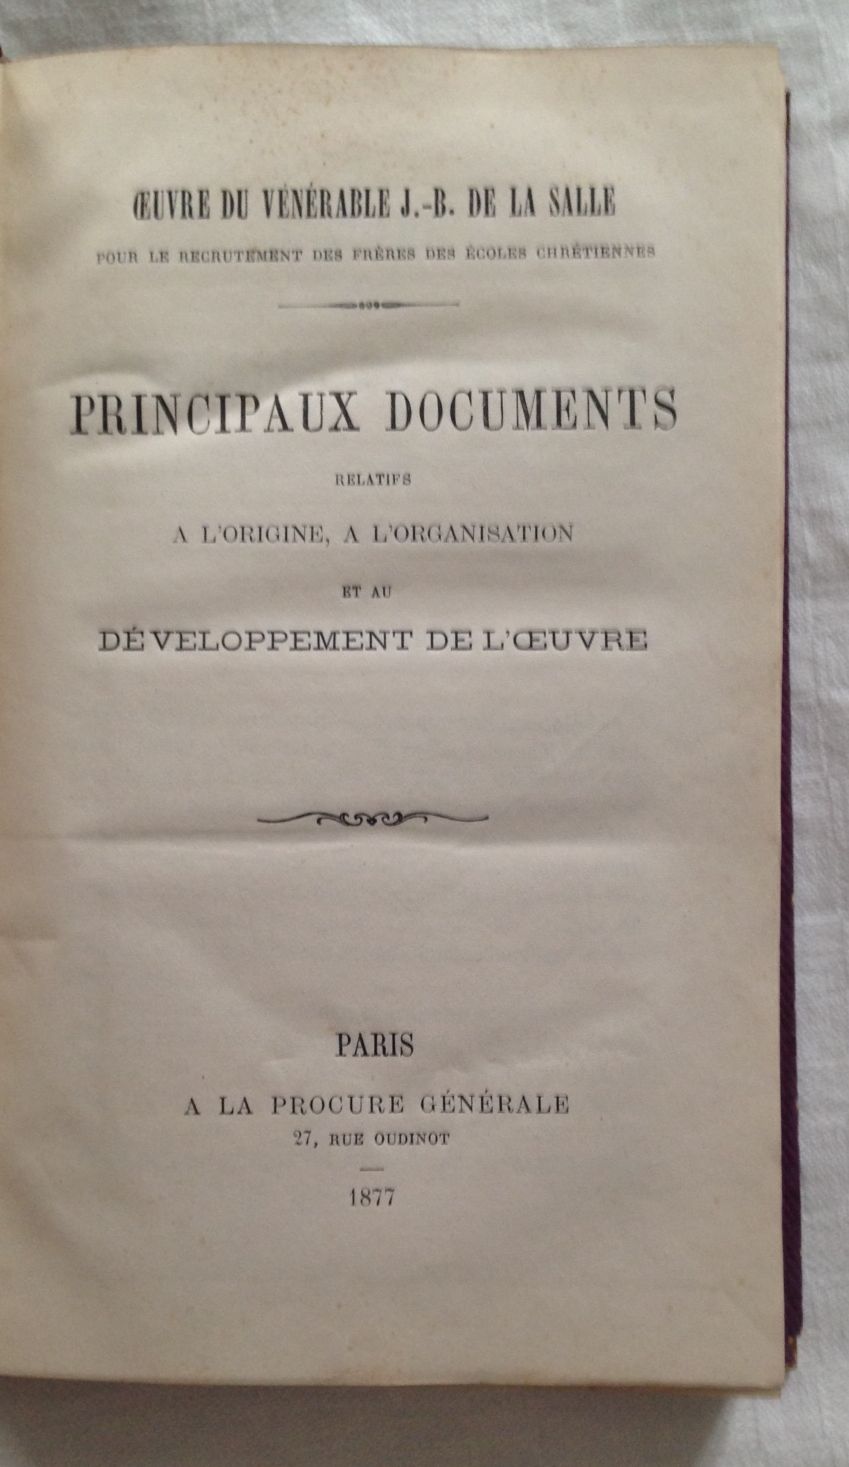 ŒUVRE DU VÉNÉRABLE J.-B. DE LA SALLE
POUR LE RECRUTEMENT DES FRÈRES DES ÉCOLES CHRÉTIENNES
PRINCIPAUX DOCUMENTS
RELATIFS
A L'ORIGINE, A L'ORGANISATION
ET AU
DÉVELOPPEMENT DE L'ŒUVRE
PARIS
A LA PROCURE GÉNÉRALE
27, RUE OUDINOT
1877